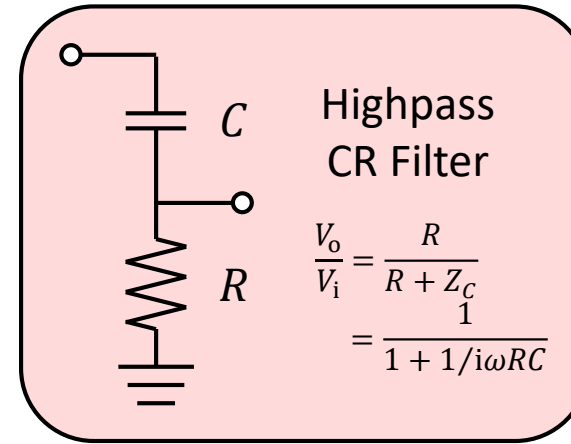 C
R
Highpass
CR Filter
V_o/V_i = R/(R + Z_C)
= 1/(1 + 1/iωRC)